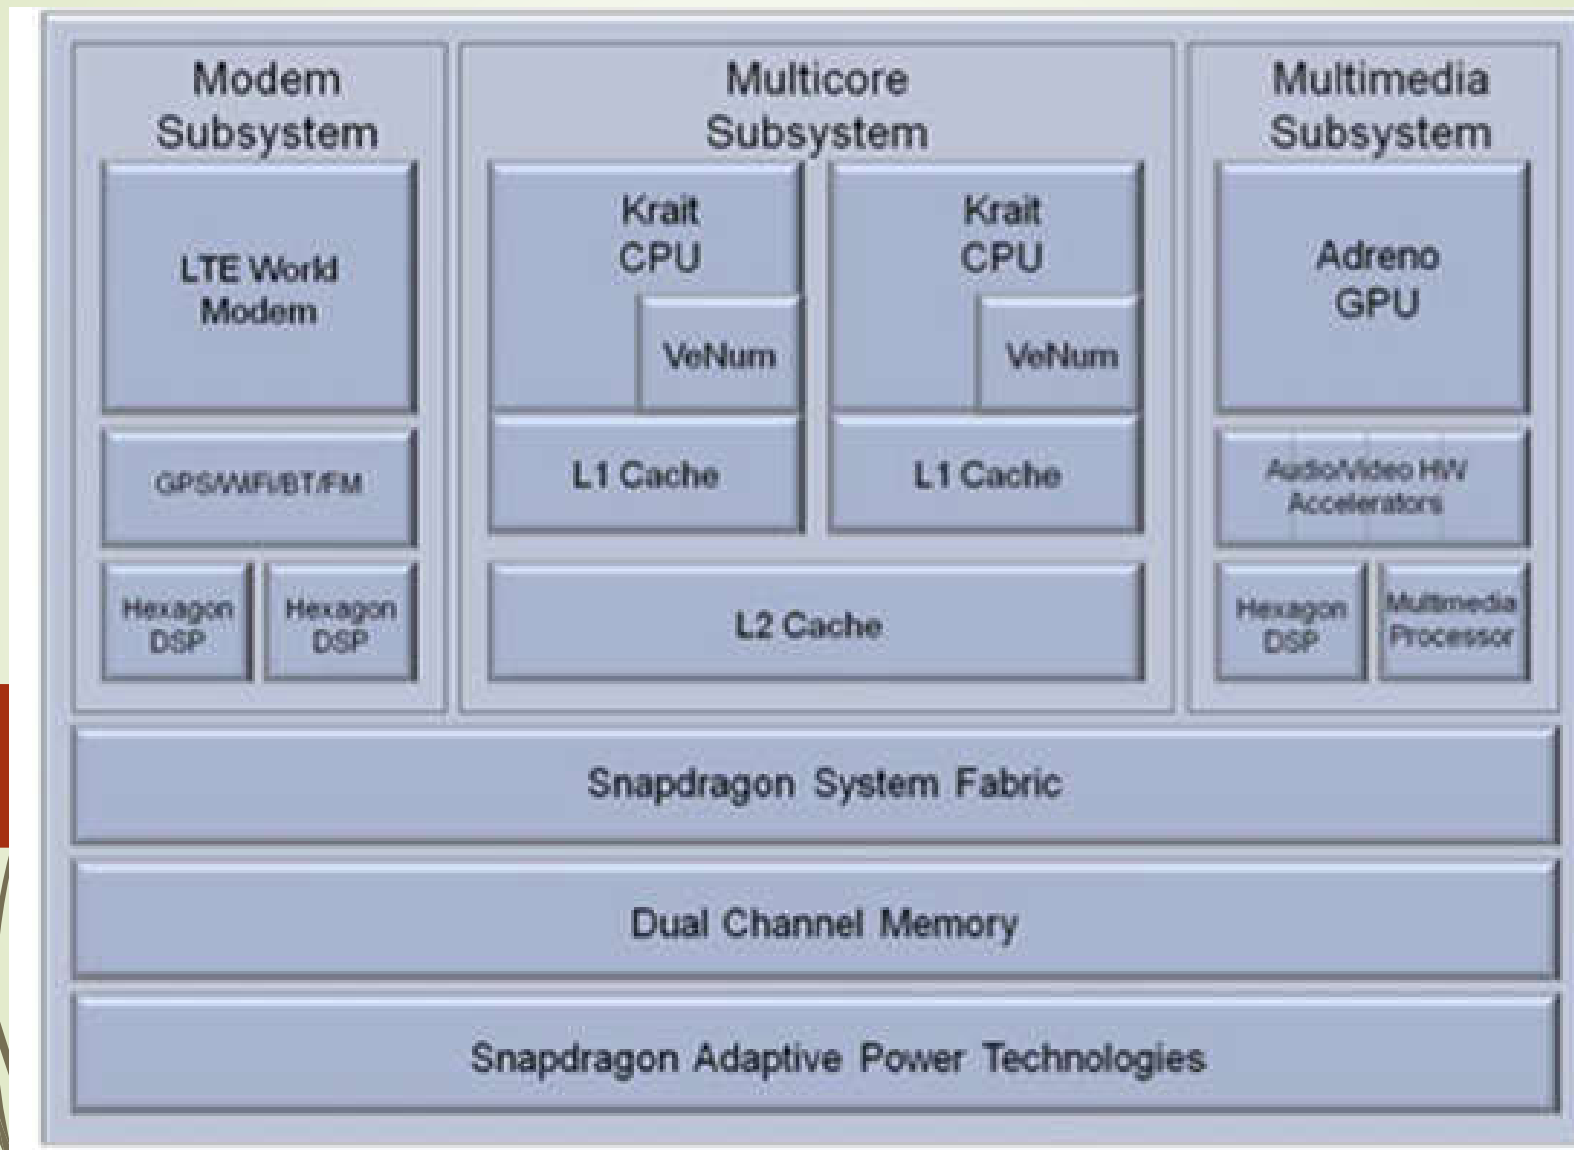 Modem
Subsystem
LTE World
Modem
GPS/WiFi/BT/FM
Hexagon
DSP
Hexagon
DSP
Multicore
Subsystem
Krait
CPU
VeNum
L1 Cache
Krait
CPU
VeNum
L1 Cache
L2 Cache
Multimedia
Subsystem
Adreno
GPU
Audio/Video HW
Accelerators
Hexagon
DSP
Multimedia
Processor
Snapdragon System Fabric
Dual Channel Memory
Snapdragon Adaptive Power Technologies